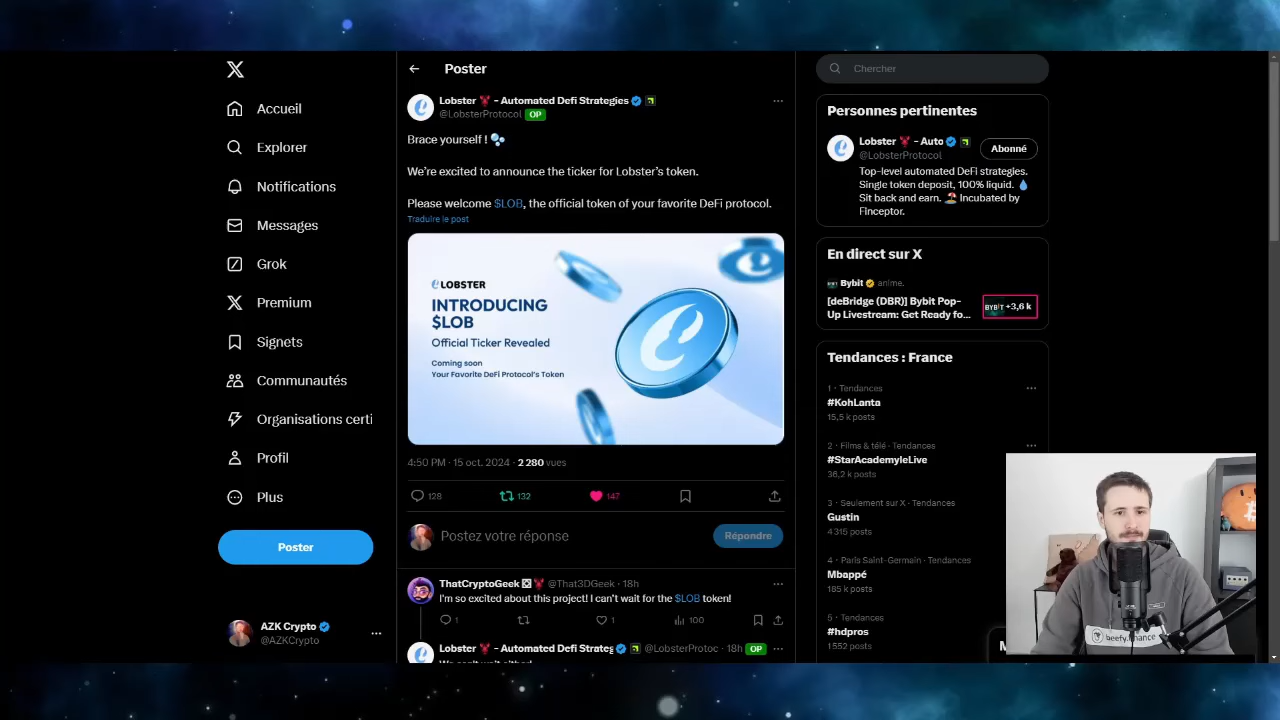 Accueil
Explorer
Notifications
Messages
Grok
Premium
Signets
Communautés
Organisations certi
Profil
Plus
Poster
AZK Crypto
@AZKCrypto
Poster
Lobster 🦞 - Automated Defi Strategies
@LobsterProtocol OP
Brace yourself ! 🫧
We're excited to announce the ticker for Lobster's token.
Please welcome $LOB, the official token of your favorite DeFi protocol.
Traduire le post
LOBSTER
INTRODUCING
$LOB
Official Ticker Revealed
Coming soon
Your Favorite DeFi Protocol's Token
4:50 PM · 15 oct. 2024 · 2 280 vues
128 132 147
Postez votre réponse
Répondre
ThatCryptoGeek @That3DGeek · 18h
I'm so excited about this project! I can't wait for the $LOB token!
1 1 100
Lobster 🦞 - Automated Defi Strateg @LobsterProtoc · 18h OP
Chercher
Personnes pertinentes
Lobster 🦞 - Auto
@LobsterProtocol
Abonné
Top-level automated DeFi strategies.
Single token deposit, 100% liquid. 💧
Sit back and earn. 🏖️ Incubated by
Finceptor.
En direct sur X
Bybit anime.
[deBridge (DBR)] Bybit Pop-
Up Livestream: Get Ready fo...
BYBIT +3,6 k
Tendances : France
1 · Tendances
#KohLanta
15,5 k posts
2 · Films & télé · Tendances
#StarAcademyleLive
36,2 k posts
3 · Seulement sur X · Tendances
Gustin
4 315 posts
4 · Paris Saint-Germain · Tendances
Mbappé
185 k posts
5 · Tendances
#hdpros
1 552 posts
beefy.finance